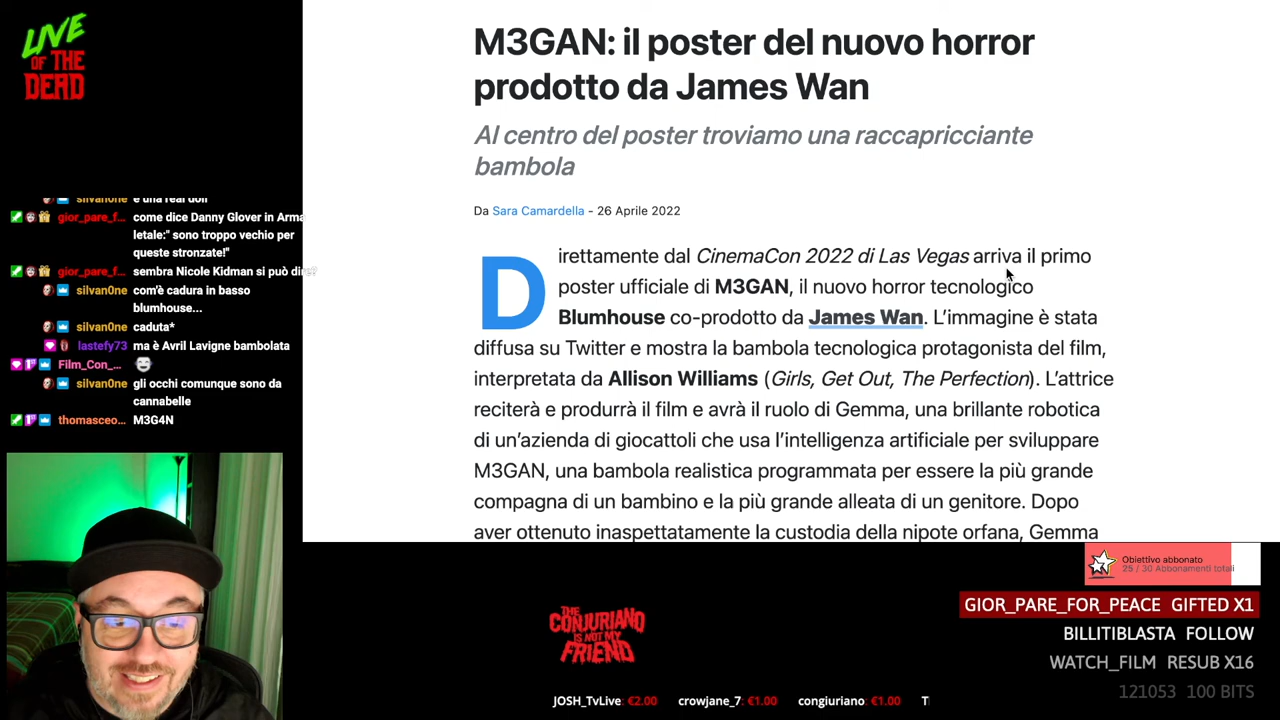 LIVE
OF THE
DEAD
M3GAN: il poster del nuovo horror
prodotto da James Wan
Al centro del poster troviamo una raccapricciante
bambola
Da Sara Camardella - 26 Aprile 2022
Direttamente dal CinemaCon 2022 di Las Vegas arriva il primo
poster ufficiale di M3GAN, il nuovo horror tecnologico
Blumhouse co-prodotto da James Wan. L’immagine è stata
diffusa su Twitter e mostra la bambola tecnologica protagonista del film,
interpretata da Allison Williams (Girls, Get Out, The Perfection). L’attrice
reciterà e produrrà il film e avrà il ruolo di Gemma, una brillante robotica
di un’azienda di giocattoli che usa l’intelligenza artificiale per sviluppare
M3GAN, una bambola realistica programmata per essere la più grande
compagna di un bambino e la più grande alleata di un genitore. Dopo
aver ottenuto inaspettatamente la custodia della nipote orfana, Gemma
silvan0ne è una real doll
gior_pare_f... come dice Danny Glover in Arma
letale:" sono troppo vechio per
queste stronzate!"
gior_pare_f... sembra Nicole Kidman si può dire?
silvan0ne com'è cadura in basso
blumhouse...
silvan0ne caduta*
lastefy73 ma è Avril Lavigne bambolata
Film_Con_...
silvan0ne gli occhi comunque sono da
cannabelle
thomasceo... M3G4N
Obiettivo abbonato
25 / 30 Abbonamenti totali
GIOR_PARE_FOR_PEACE GIFTED X1
BILLITIBLASTA FOLLOW
WATCH_FILM RESUB X16
121053 100 BITS
THE
CONJURIANO
IS NOT MY
FRIEND
JOSH_TvLive: €2.00 crowjane_7: €1.00 congiuriano: €1.00 T